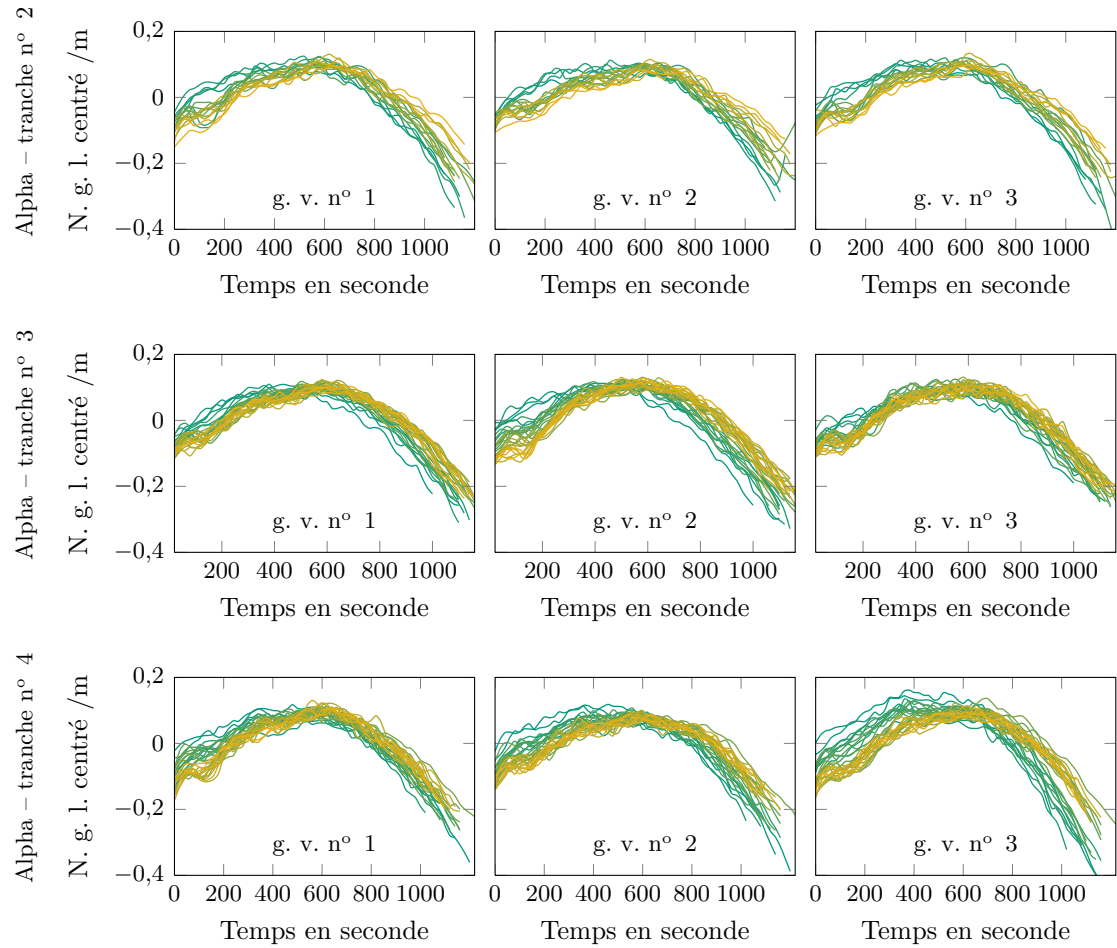 Alpha – tranche nº 2
N. g. l. centré /m
0,2
0
−0,2
−0,4
g. v. nº 1
g. v. nº 2
g. v. nº 3
0 200 400 600 800 1000
0 200 400 600 800 1000
0 200 400 600 800 1000
Temps en seconde
Temps en seconde
Temps en seconde
Alpha – tranche nº 3
N. g. l. centré /m
0,2
0
−0,2
−0,4
g. v. nº 1
g. v. nº 2
g. v. nº 3
200 400 600 800 1000
200 400 600 800 1000
200 400 600 800 1000
Temps en seconde
Temps en seconde
Temps en seconde
Alpha – tranche nº 4
N. g. l. centré /m
0,2
0
−0,2
−0,4
g. v. nº 1
g. v. nº 2
g. v. nº 3
0 200 400 600 800 1000
0 200 400 600 800 1000
0 200 400 600 800 1000
Temps en seconde
Temps en seconde
Temps en seconde